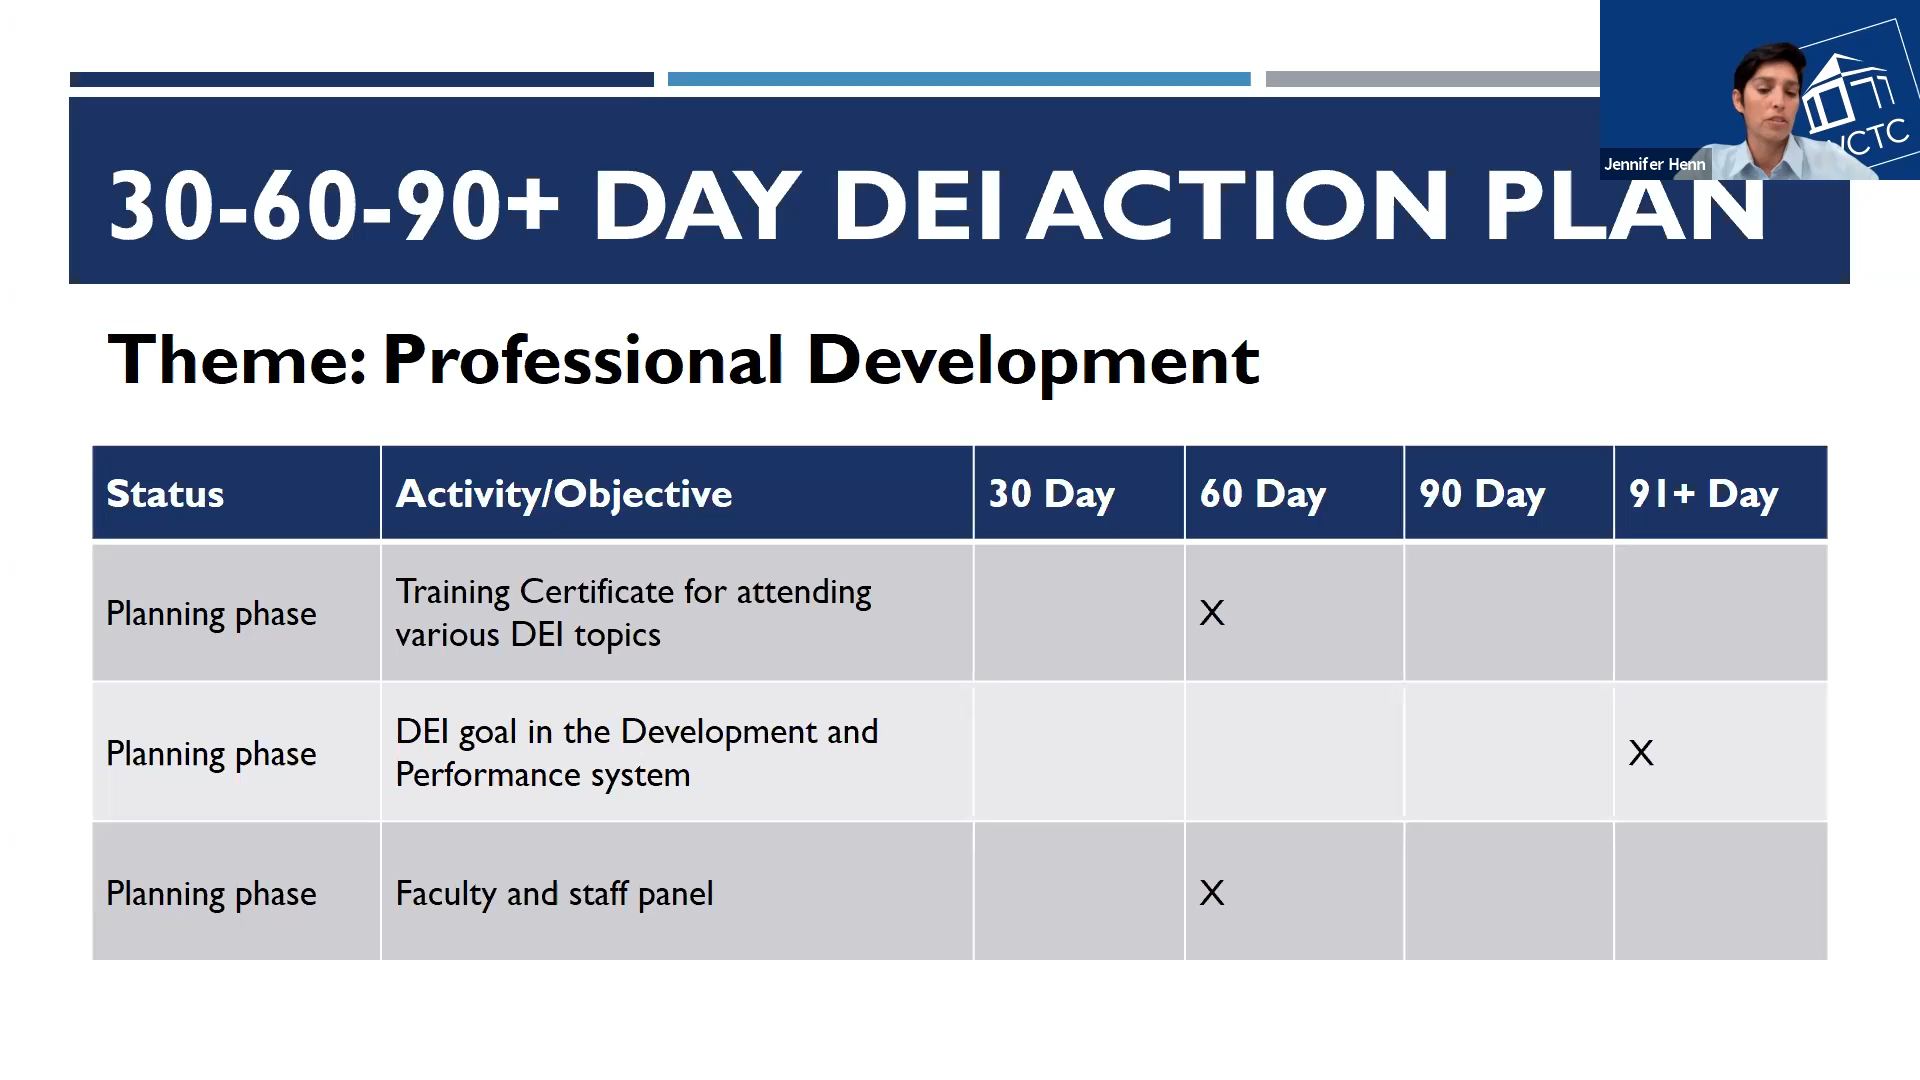 30-60-90+ DAY DEI ACTION PLAN
CTC
Jennifer Henn
Theme: Professional Development
Status Activity/Objective 30 Day 60 Day 90 Day 91+ Day
Training Certificate for attending
Planning phase X
various DEI topics
DEI goal in the Development and
Planning phase X
Performance system
Planning phase Faculty and staff panel X